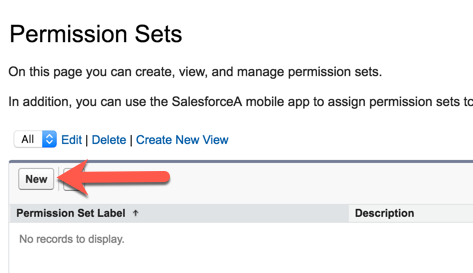 Permission Sets
On this page you can create, view, and manage permission sets.
In addition, you can use the SalesforceA mobile app to assign permission sets to
All Edit | Delete | Create New View
New
Permission Set Label ↑ Description
No records to display.